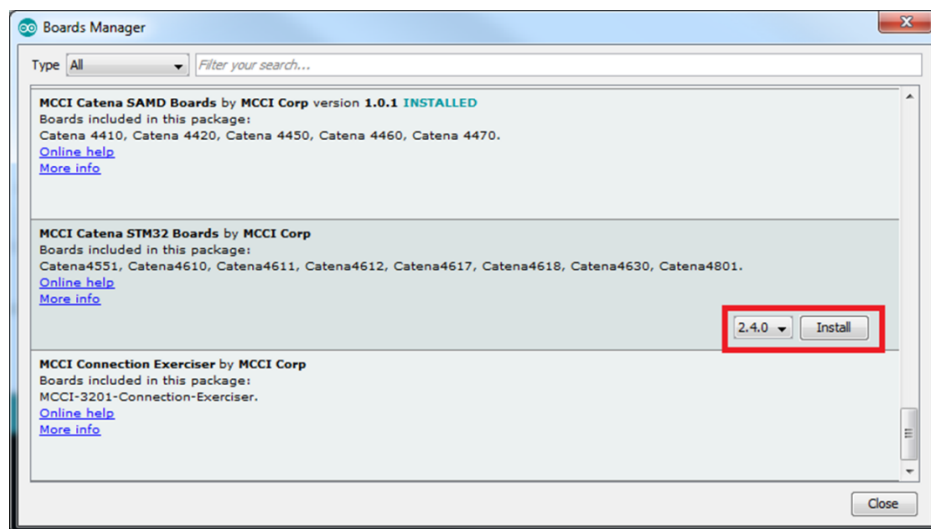 Boards Manager
Type All Filter your search...
MCCI Catena SAMD Boards by MCCI Corp version 1.0.1 INSTALLED
Boards included in this package:
Catena 4410, Catena 4420, Catena 4450, Catena 4460, Catena 4470.
Online help
More info
MCCI Catena STM32 Boards by MCCI Corp
Boards included in this package:
Catena4551, Catena4610, Catena4611, Catena4612, Catena4617, Catena4618, Catena4630, Catena4801.
Online help
More info
2.4.0 Install
MCCI Connection Exerciser by MCCI Corp
Boards included in this package:
MCCI-3201-Connection-Exerciser.
Online help
More info
Close